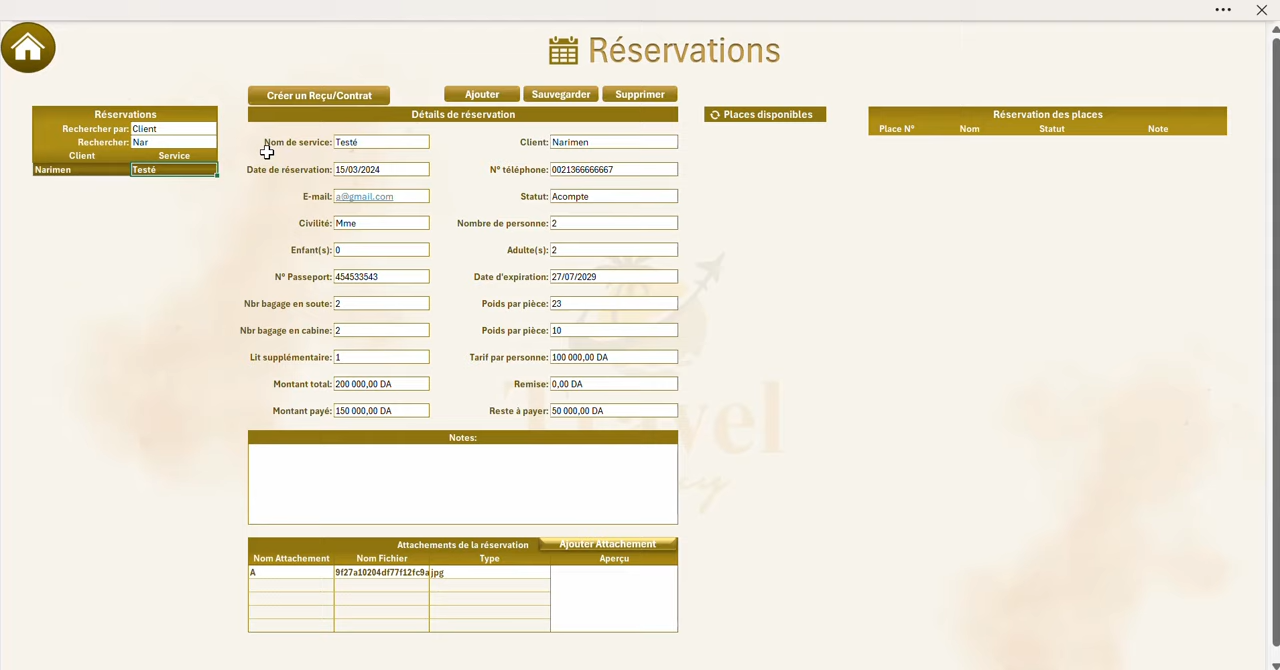 Réservations
Créer un Reçu/Contrat
Ajouter
Sauvegarder
Supprimer
Réservations
Rechercher par: Client
Rechercher: Nar
Client Service
Narimen Testé
Détails de réservation
Nom de service: Testé Client: Narimen
Date de réservation: 15/03/2024 N° téléphone: 0021366666667
E-mail: a@gmail.com Statut: Acompte
Civilité: Mme Nombre de personne: 2
Enfant(s): 0 Adulte(s): 2
N° Passeport: 454533543 Date d'expiration: 27/07/2029
Nbr bagage en soute: 2 Poids par pièce: 23
Nbr bagage en cabine: 2 Poids par pièce: 10
Lit supplémentaire: 1 Tarif par personne: 100 000,00 DA
Montant total: 200 000,00 DA Remise: 0,00 DA
Montant payé: 150 000,00 DA Reste à payer: 50 000,00 DA
Notes:
Attachements de la réservation Ajouter Attachement
Nom Attachement Nom Fichier Type Aperçu
A 9f27a10204df77f12fc9a jpg
Places disponibles
Réservation des places
Place N° Nom Statut Note
Travel